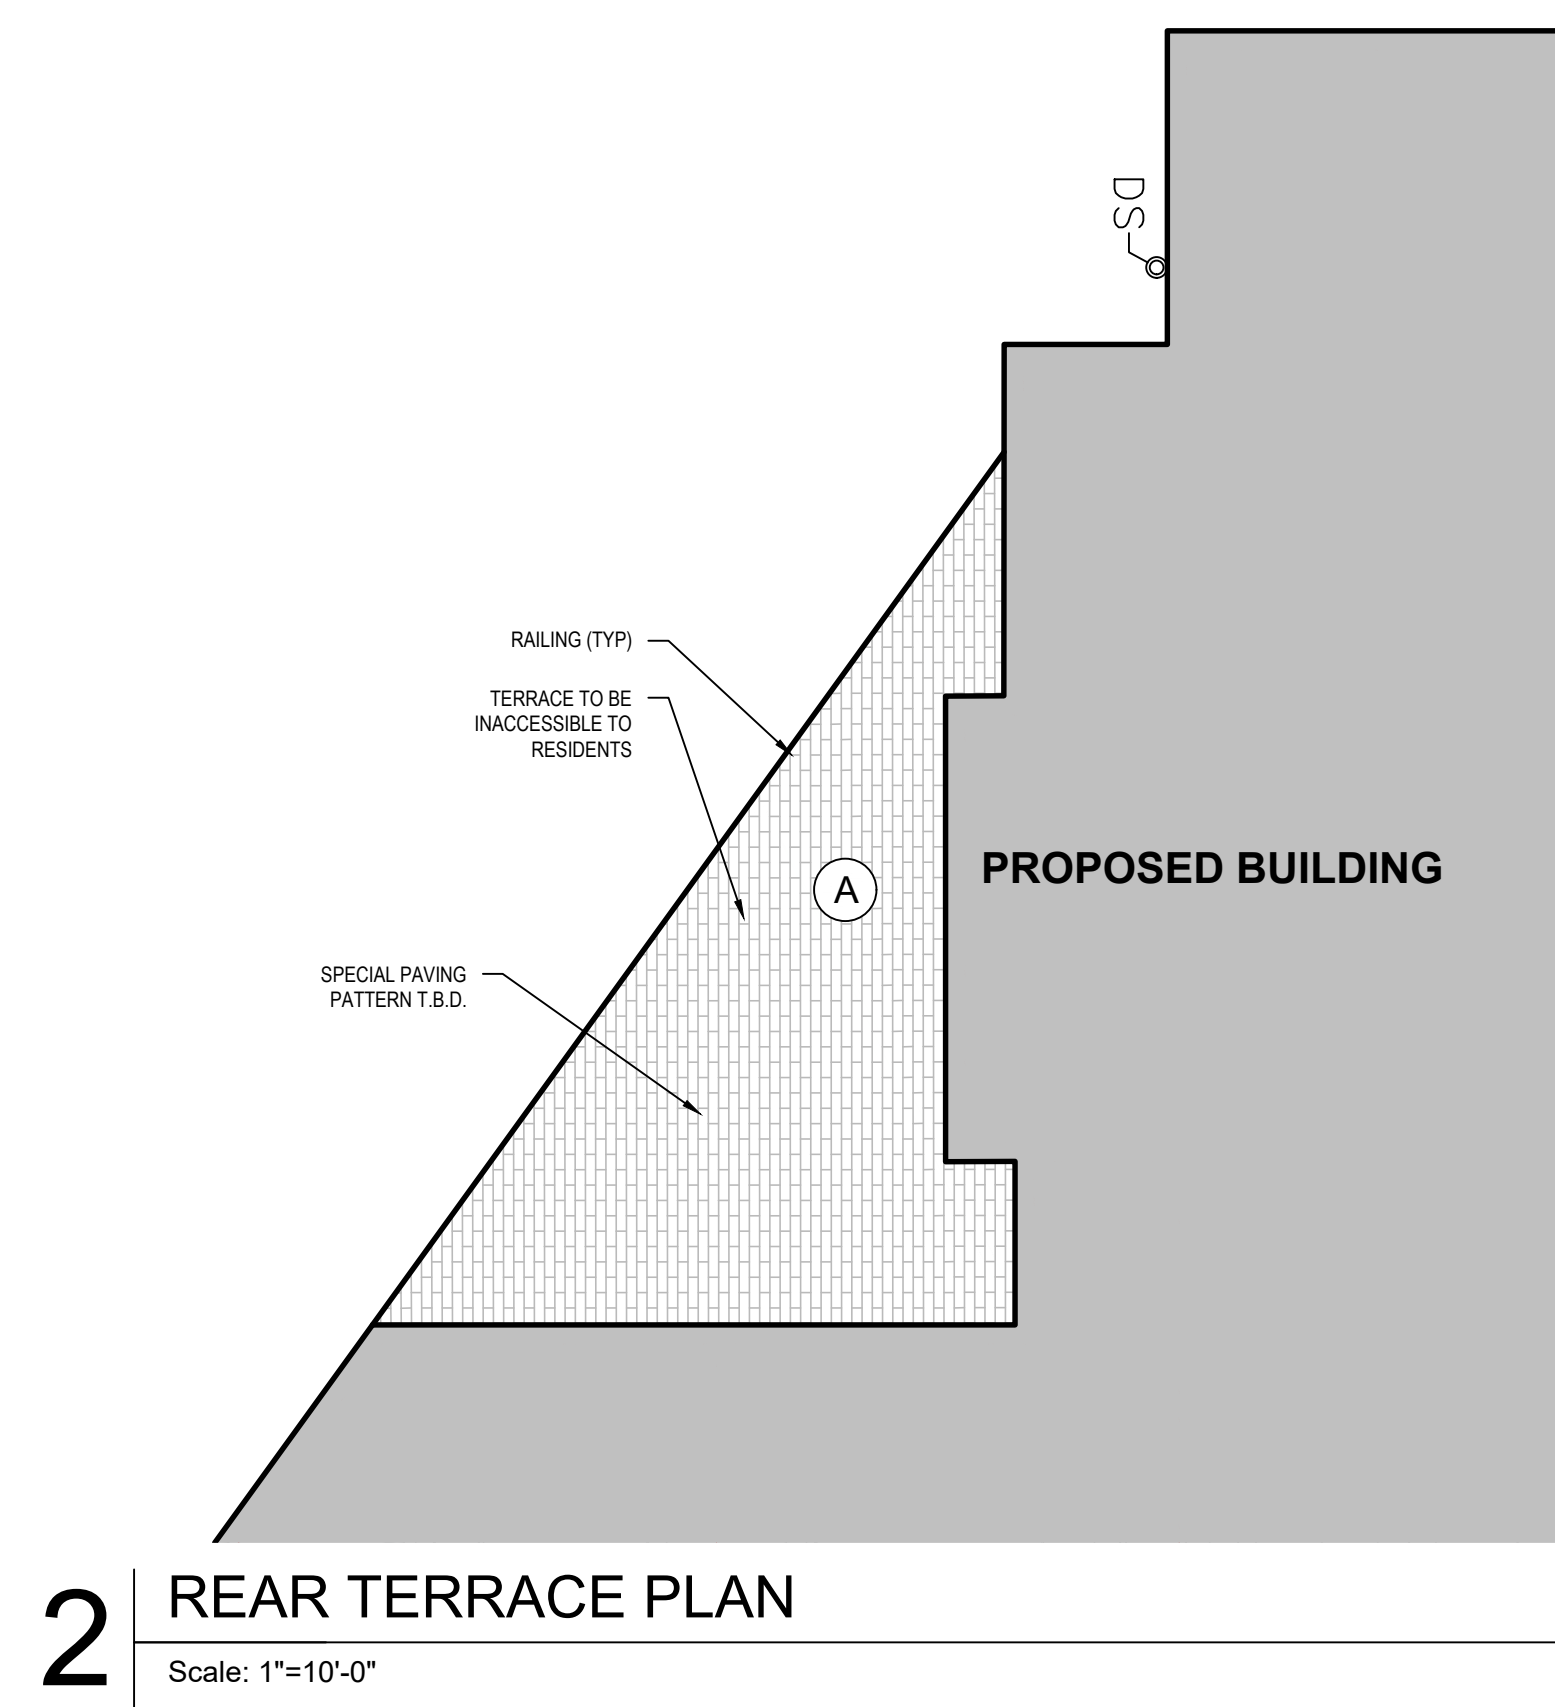 DS
RAILING (TYP)
TERRACE TO BE
INACCESSIBLE TO
RESIDENTS
A
PROPOSED BUILDING
SPECIAL PAVING
PATTERN T.B.D.
2
REAR TERRACE PLAN
Scale: 1"=10'-0"